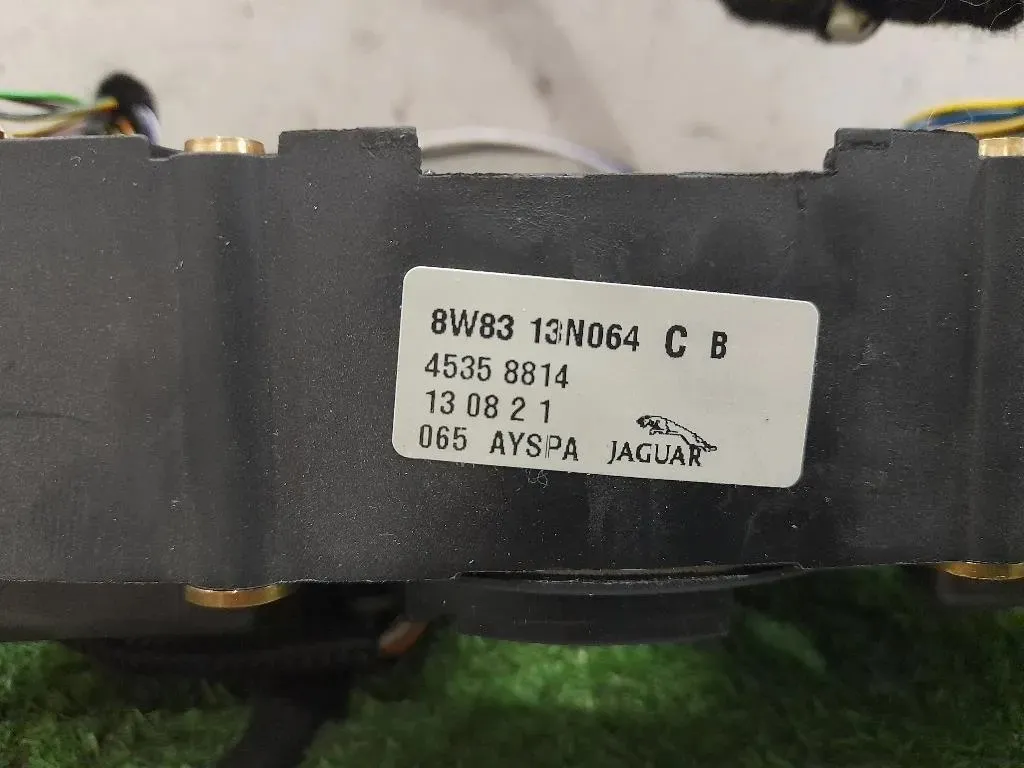 8W83 13N064 C B
4535 8814
13 08 2 1
065 AYSPA JAGUAR